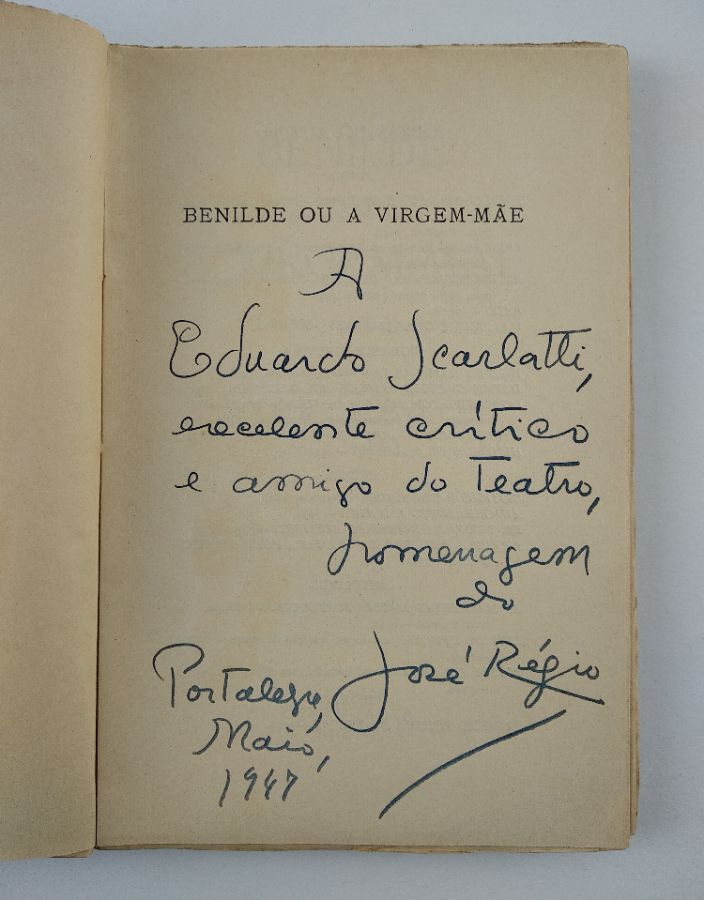 BENILDE OU A VIRGEM-MÃE
A
Eduardo Scarlatti,
excelente crítico
e amigo do Teatro,
homenagem
do
José Régio
Portalegre,
Maio,
1947